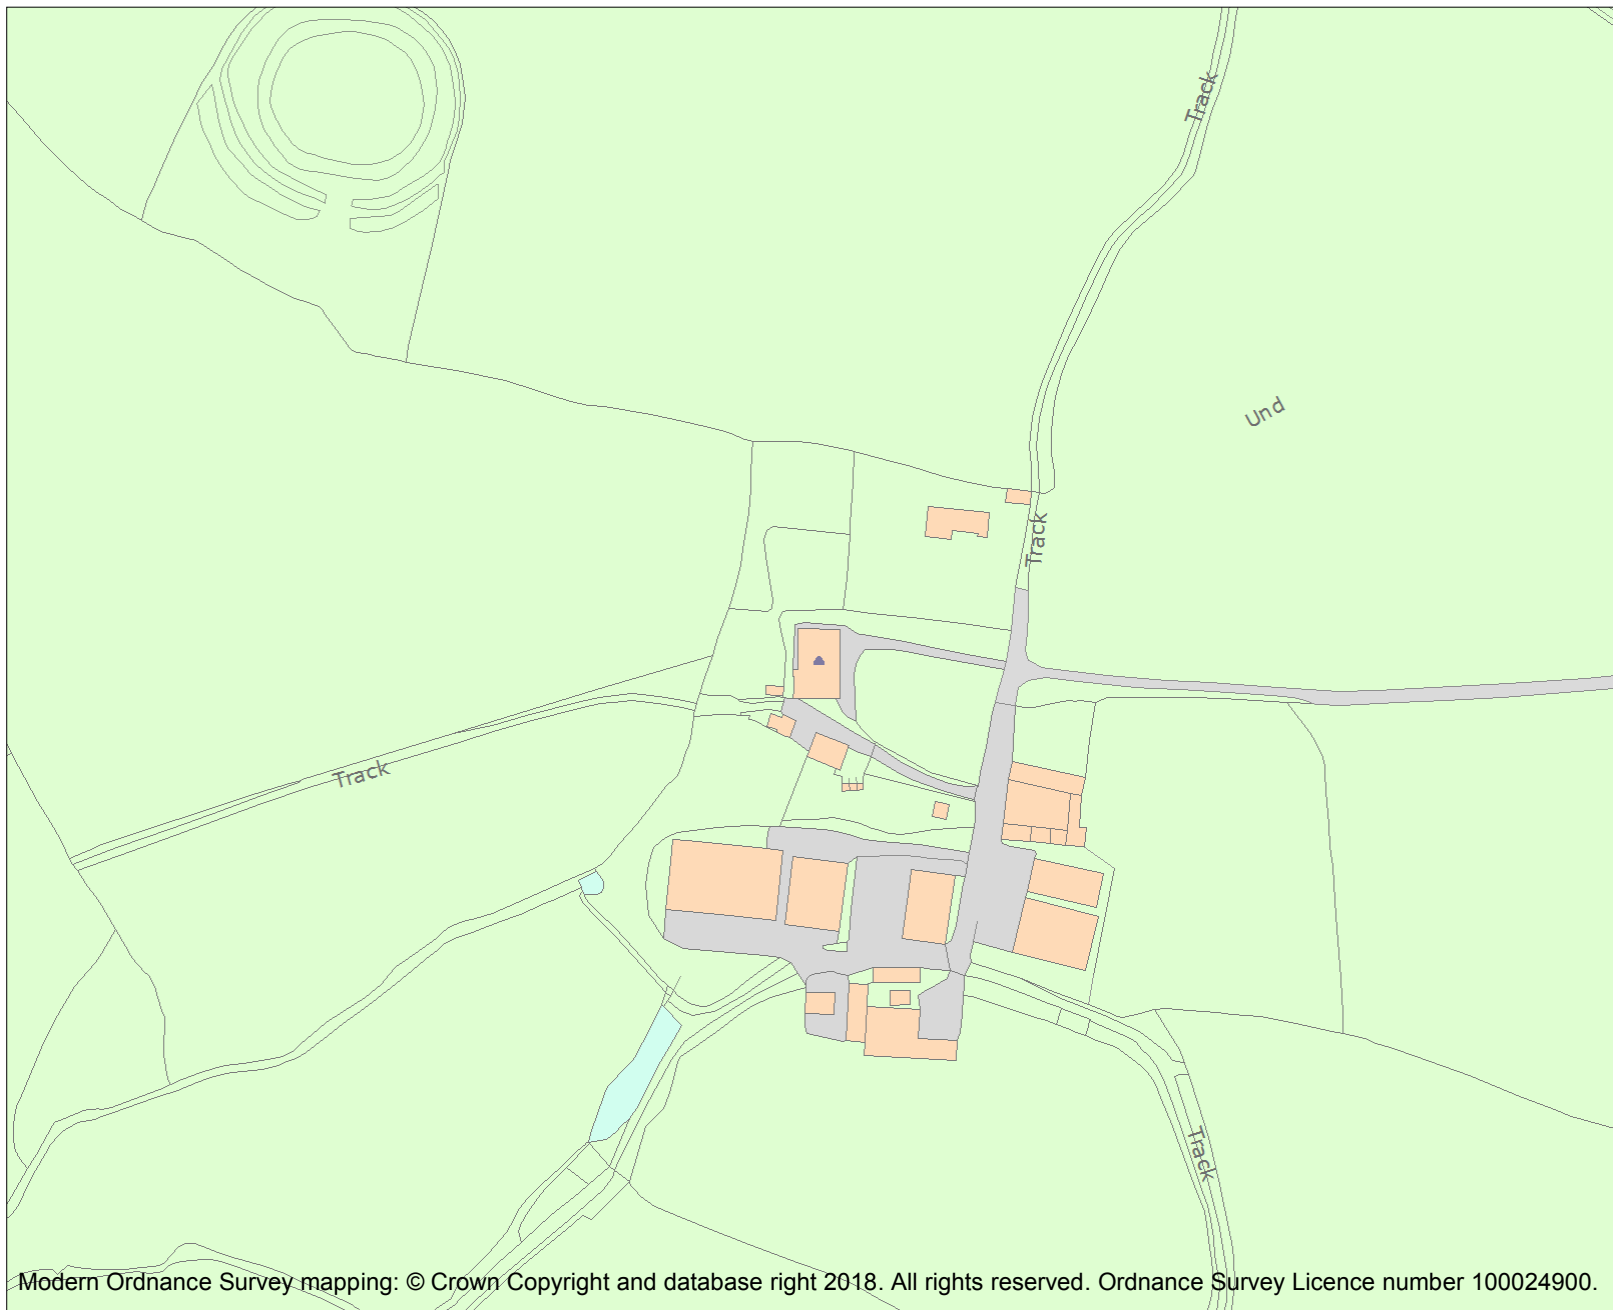 Track
Und
Track
Track
Track
Modern Ordnance Survey mapping: © Crown Copyright and database right 2018. All rights reserved. Ordnance Survey Licence number 100024900.